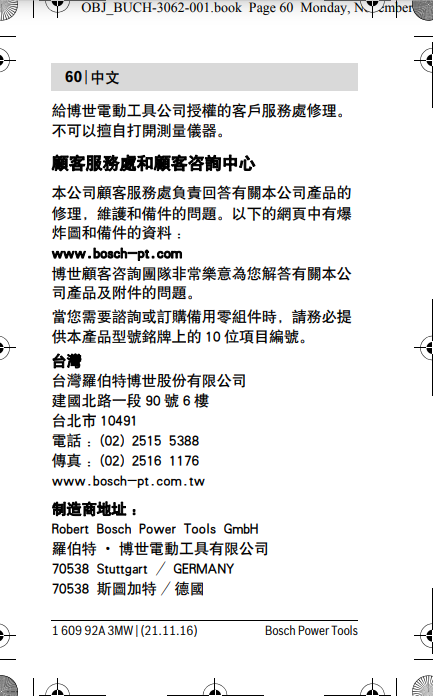 OBJ_BUCH-3062-001.book Page 60 Monday, N
60 | 中文
給博世電動工具公司授權的客戶服務處修理。
不可以擅自打開測量儀器。
顧客服務處和顧客咨詢中心
本公司顧客服務處負責回答有關本公司產品的
修理，維護和備件的問題。以下的網頁中有爆
炸圖和備件的資料：
www.bosch-pt.com
博世顧客咨詢團隊非常樂意為您解答有關本公
司產品及附件的問題。
當您需要諮詢或訂購備用零組件時，請務必提
供本產品型號銘牌上的 10 位項目編號。
台灣
台灣羅伯特博世股份有限公司
建國北路一段 90 號 6 樓
台北市 10491
電話：(02) 2515 5388
傳真：(02) 2516 1176
www.bosch-pt.com.tw
制造商地址：
Robert Bosch Power Tools GmbH
羅伯特・博世電動工具有限公司
70538 Stuttgart / GERMANY
70538 斯圖加特／德國
1 609 92A 3MW | (21.11.16) Bosch Power Tools